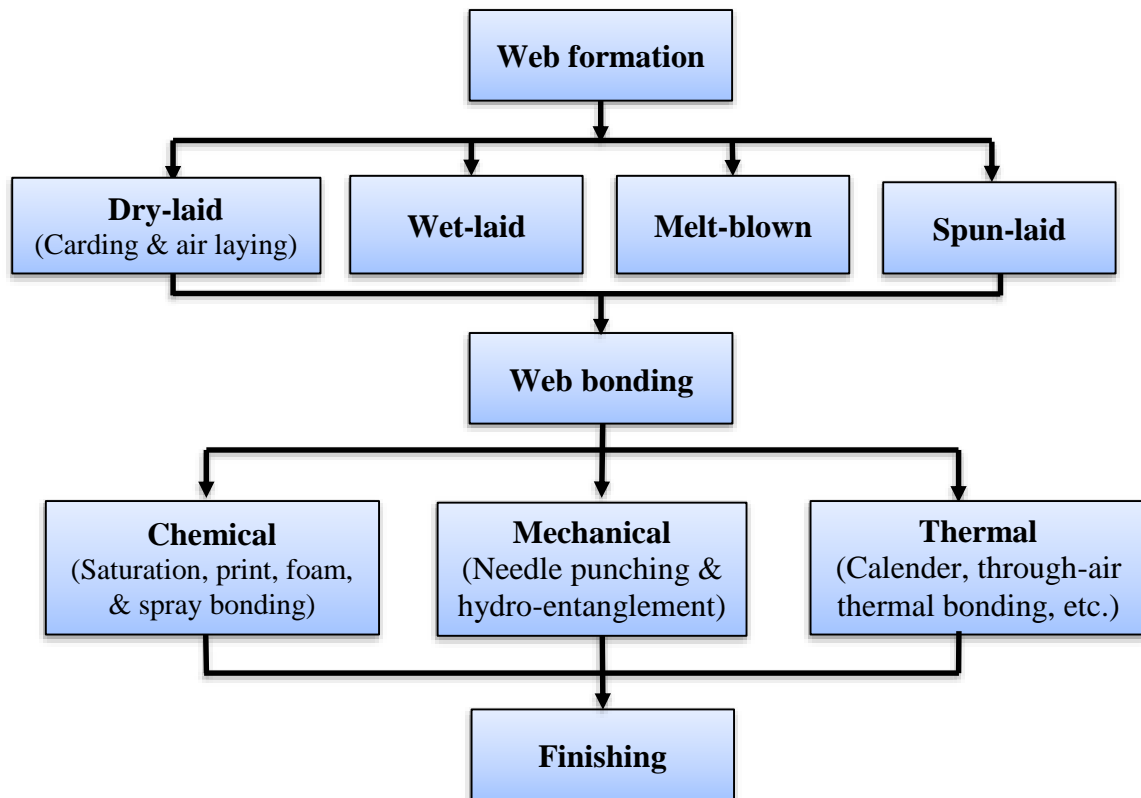 Web formation
Dry-laid
(Carding & air laying)
Wet-laid
Melt-blown
Spun-laid
Web bonding
Chemical
(Saturation, print, foam,
& spray bonding)
Mechanical
(Needle punching &
hydro-entanglement)
Thermal
(Calender, through-air
thermal bonding, etc.)
Finishing